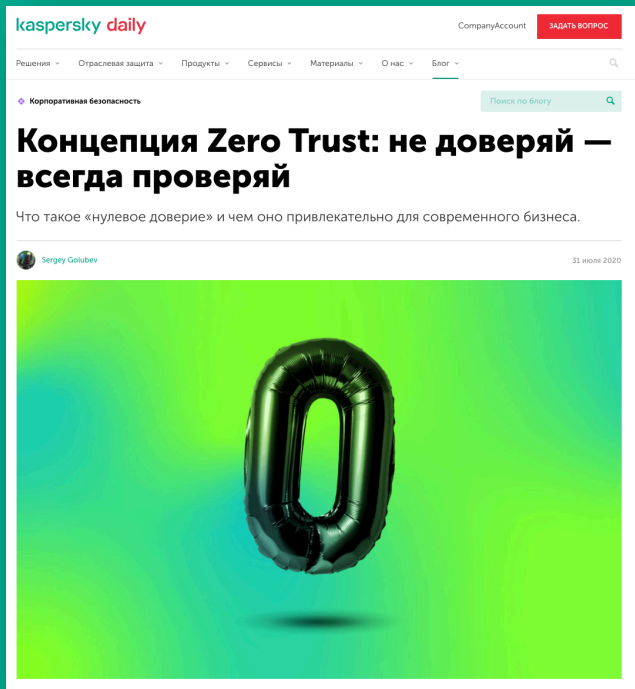 kaspersky daily
CompanyAccount
ЗАДАТЬ ВОПРОС
Решения Отраслевая защита Продукты Сервисы Материалы О нас Блог
Корпоративная безопасность
Поиск по блогу
Концепция Zero Trust: не доверяй —
всегда проверяй
Что такое «нулевое доверие» и чем оно привлекательно для современного бизнеса.
Sergey Golubev
31 июля 2020
0